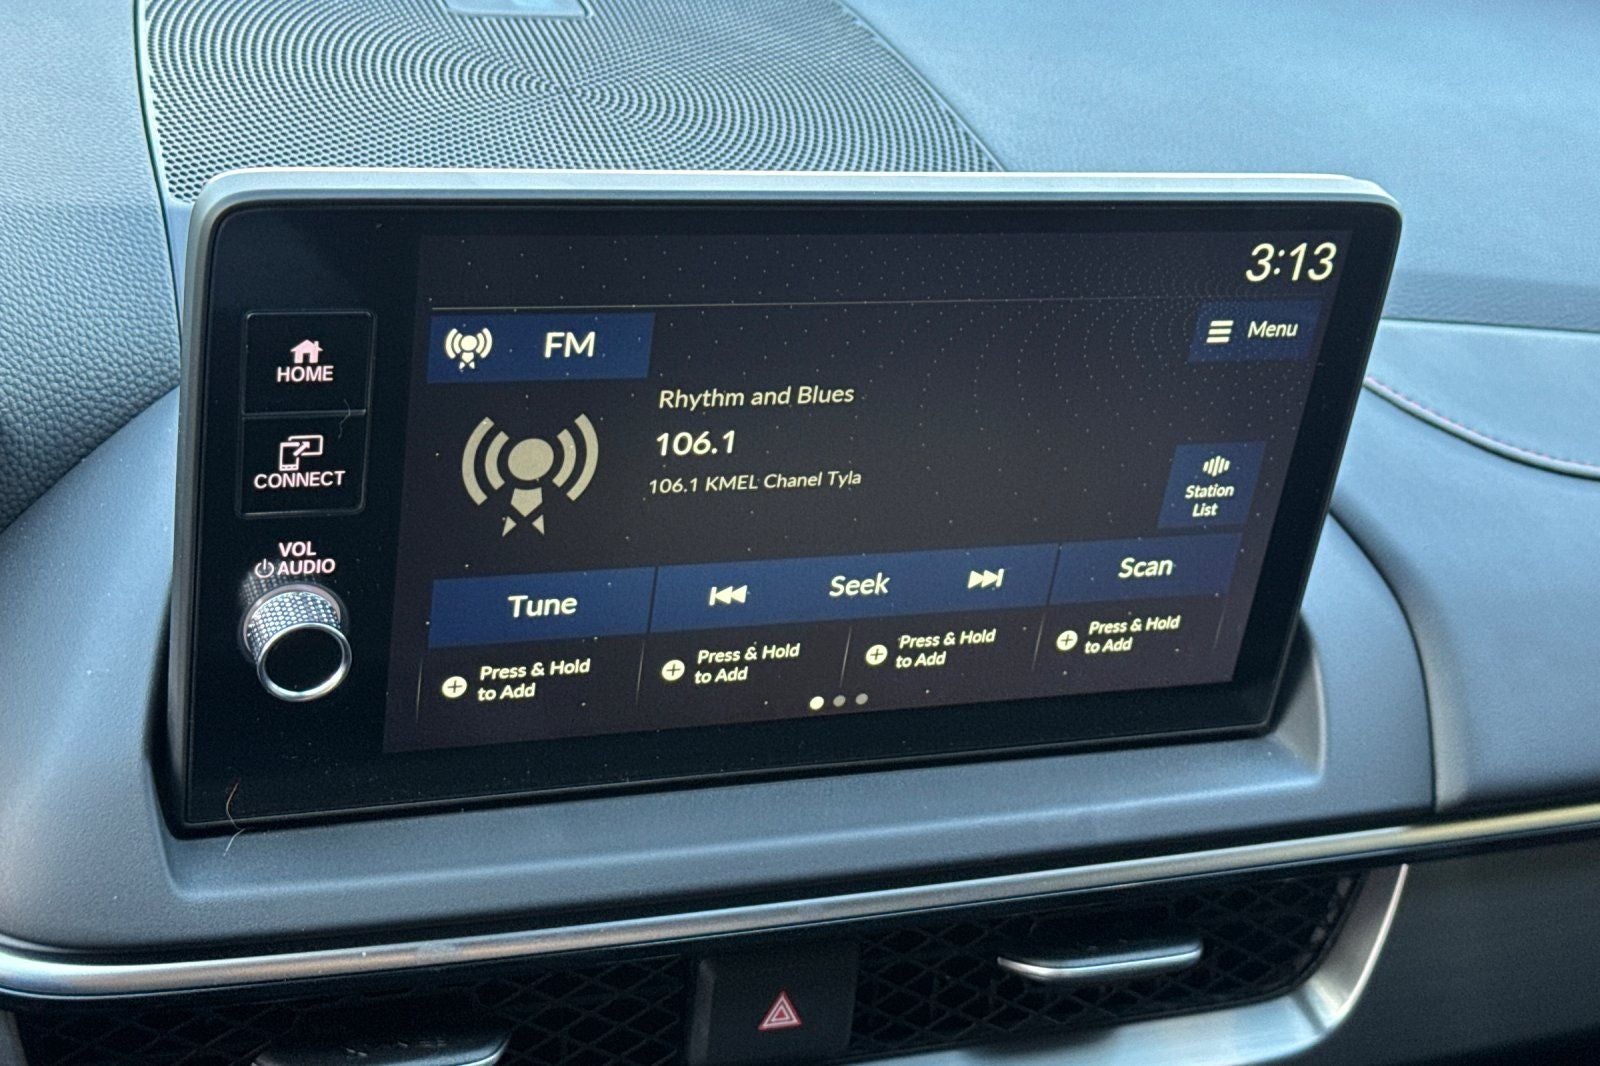 3:13
FM
Menu
HOME
Rhythm and Blues
106.1
106.1 KMEL Chanel Tyla
CONNECT
Station
List
VOL
AUDIO
Tune
Seek
Scan
Press & Hold
to Add
Press & Hold
to Add
Press & Hold
to Add
Press & Hold
to Add